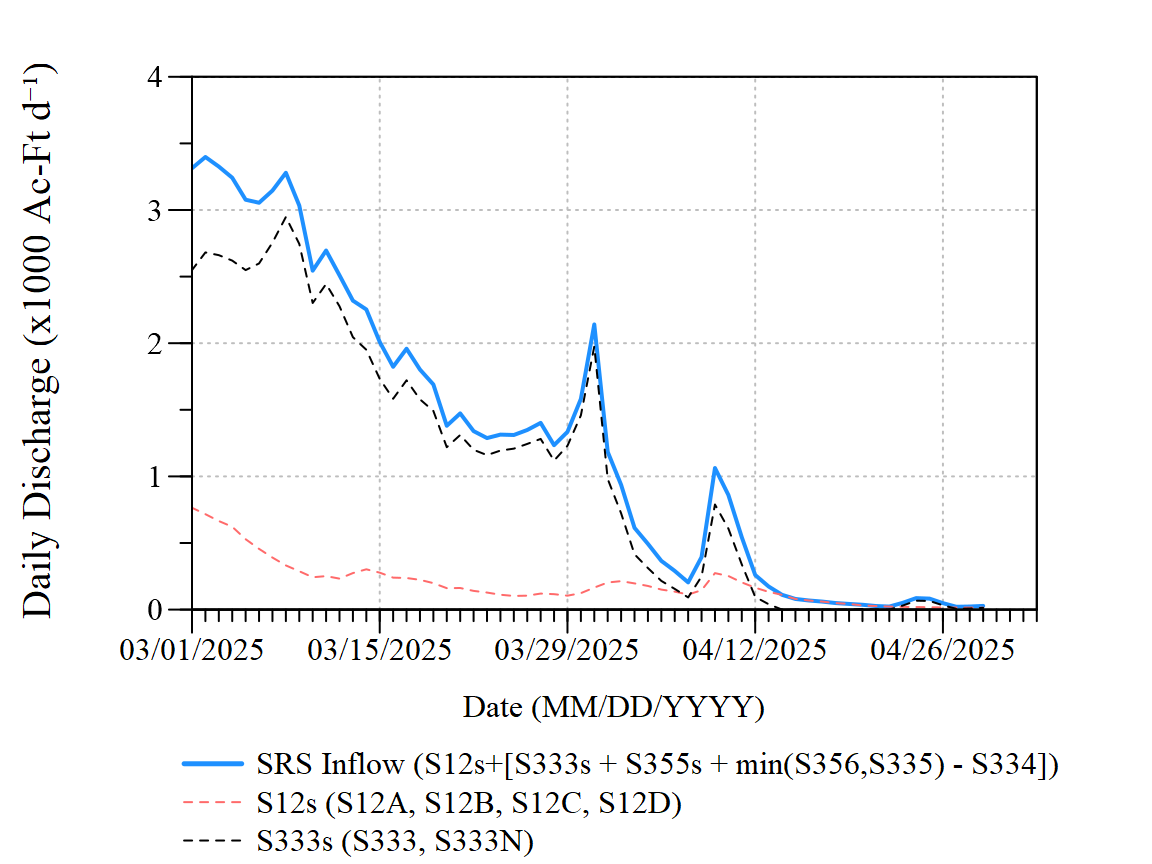 Daily Discharge (x1000 Ac-Ft d⁻¹)
4
3
2
1
0
03/01/2025 03/15/2025 03/29/2025 04/12/2025 04/26/2025
Date (MM/DD/YYYY)
SRS Inflow (S12s+[S333s + S355s + min(S356,S335) - S334])
S12s (S12A, S12B, S12C, S12D)
S333s (S333, S333N)